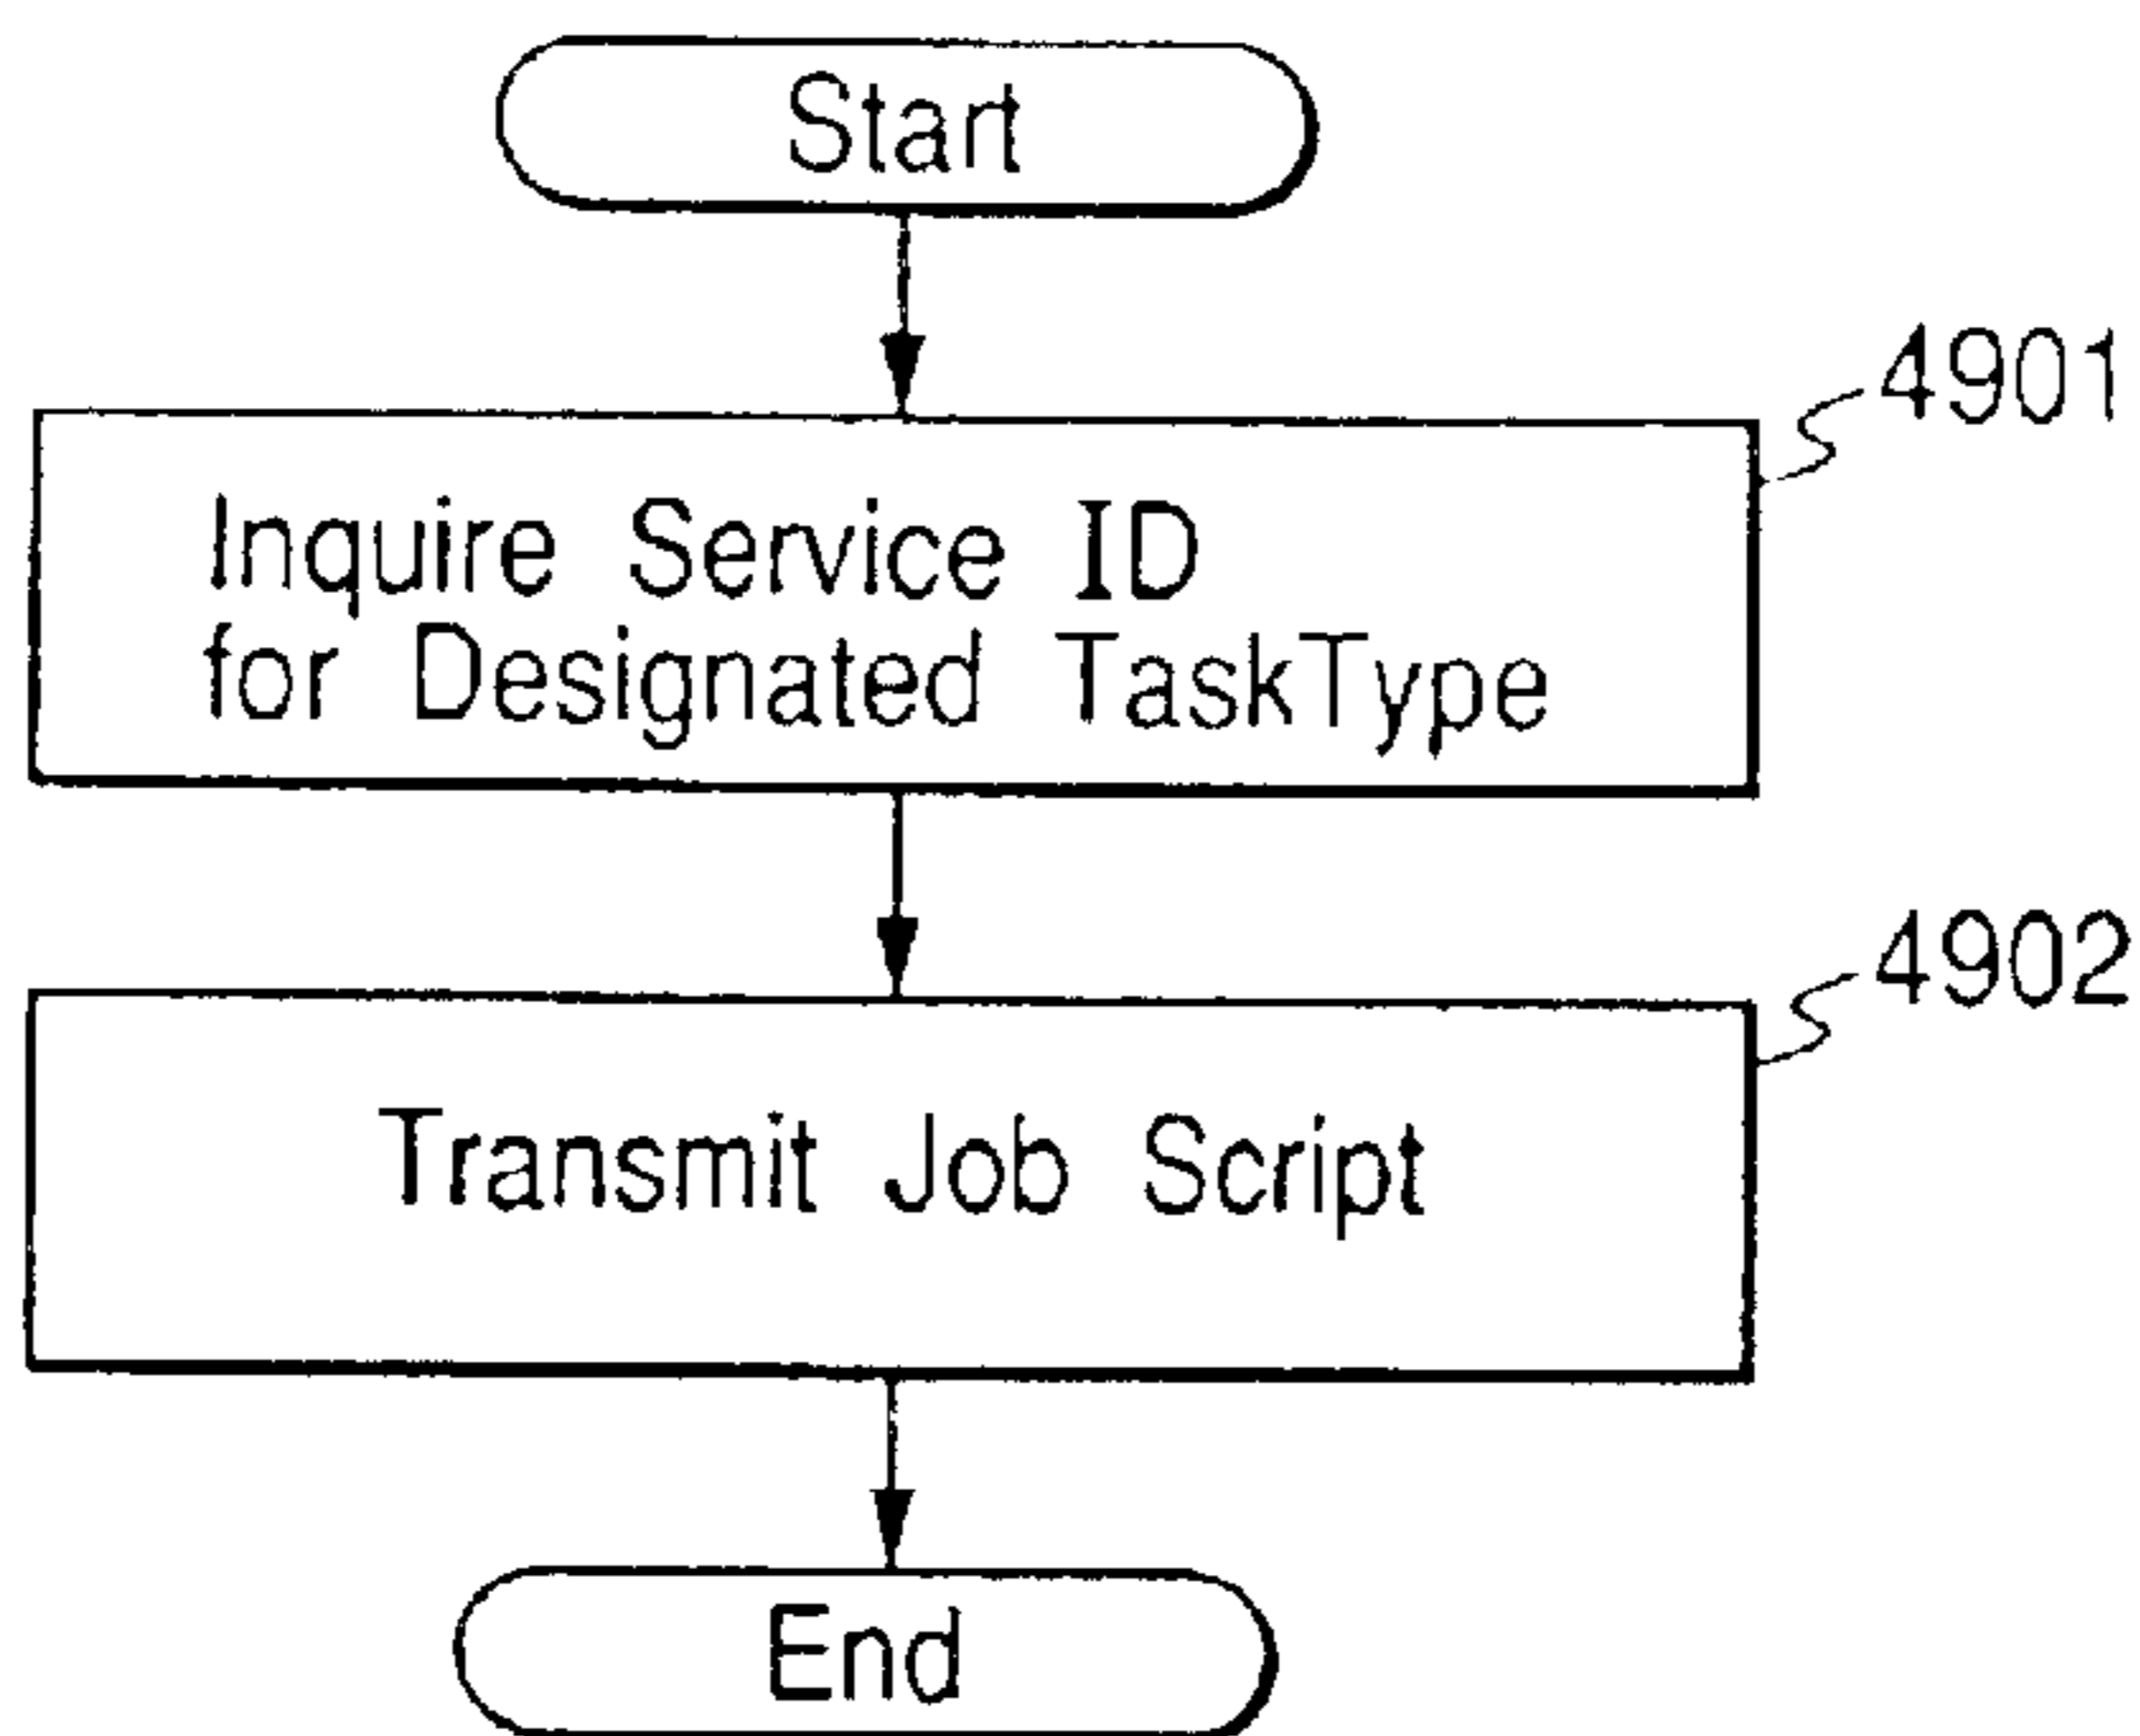 Start
4901
Inquire Service ID
for Designated TaskType
4902
Transmit Job Script
End